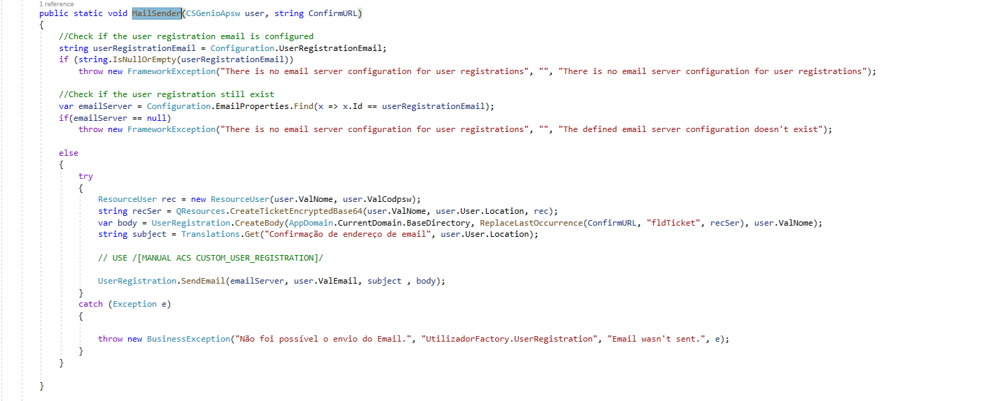 1 reference
public static void MailSender(CSGenioApsw user, string ConfirmURL)
{
//Check if the user registration email is configured
string userRegistrationEmail = Configuration.UserRegistrationEmail;
if (string.IsNullOrEmpty(userRegistrationEmail))
throw new FrameworkException("There is no email server configuration for user registrations", "", "There is no email server configuration for user registrations");
//Check if the user registration still exist
var emailServer = Configuration.EmailProperties.Find(x => x.Id == userRegistrationEmail);
if(emailServer == null)
throw new FrameworkException("There is no email server configuration for user registrations", "", "The defined email server configuration doesn't exist");
else
{
try
{
ResourceUser rec = new ResourceUser(user.ValNome, user.ValCodpsw);
string recSer = QResources.CreateTicketEncryptedBase64(user.ValNome, user.User.Location, rec);
var body = UserRegistration.CreateBody(AppDomain.CurrentDomain.BaseDirectory, ReplaceLastOccurrence(ConfirmURL, "fldTicket", recSer), user.ValNome);
string subject = Translations.Get("Confirmação de endereço de email", user.User.Location);
// USE /[MANUAL ACS CUSTOM_USER_REGISTRATION]/
UserRegistration.SendEmail(emailServer, user.ValEmail, subject , body);
}
catch (Exception e)
{
throw new BusinessException("Não foi possível o envio do Email.", "UtilizadorFactory.UserRegistration", "Email wasn't sent.", e);
}
}
}